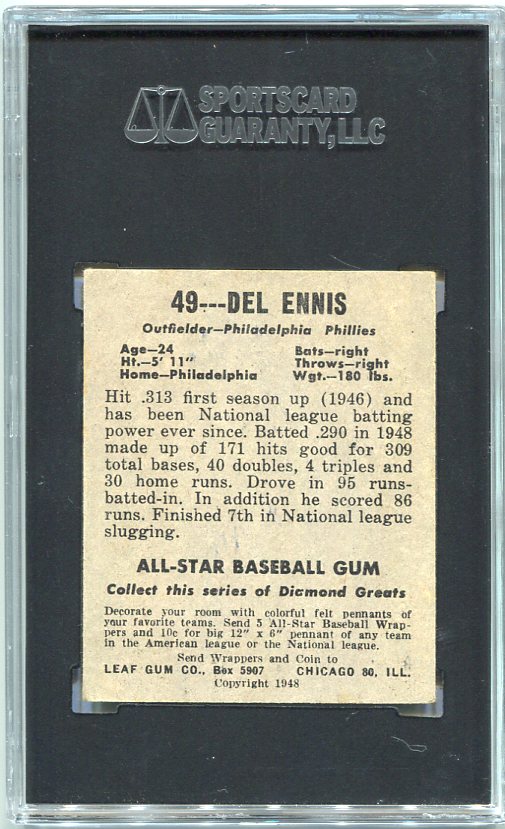 SPORTSCARD
GUARANTY, LLC
49---DEL ENNIS
Outfielder—Philadelphia Phillies
Age—24 Bats—right
Ht.—5' 11" Throws—right
Home—Philadelphia Wgt.—180 lbs.
Hit .313 first season up (1946) and
has been National league batting
power ever since. Batted .290 in 1948
made up of 171 hits good for 309
total bases, 40 doubles, 4 triples and
30 home runs. Drove in 95 runs-
batted-in. In addition he scored 86
runs. Finished 7th in National league
slugging.
ALL-STAR BASEBALL GUM
Collect this series of Diamond Greats
Decorate your room with colorful felt pennants of
your favorite teams. Send 5 All-Star Baseball Wrap-
pers and 10c for big 12" x 6" pennant of any team
in the American league or the National league.
Send Wrappers and Coin to
LEAF GUM CO., Box 5907 CHICAGO 80, ILL.
Copyright 1948